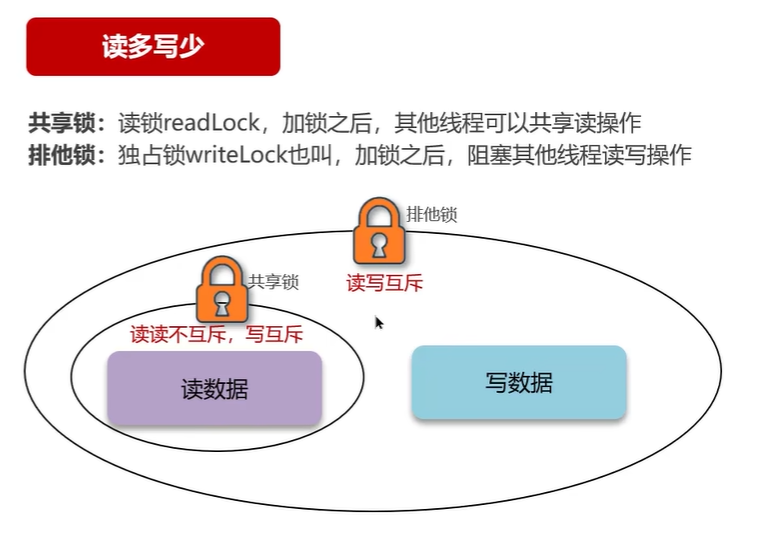 读多写少
共享锁：读锁readLock，加锁之后，其他线程可以共享读操作
排他锁：独占锁writeLock也叫，加锁之后，阻塞其他线程读写操作
排他锁
共享锁
读写互斥
读读不互斥，写互斥
读数据
写数据